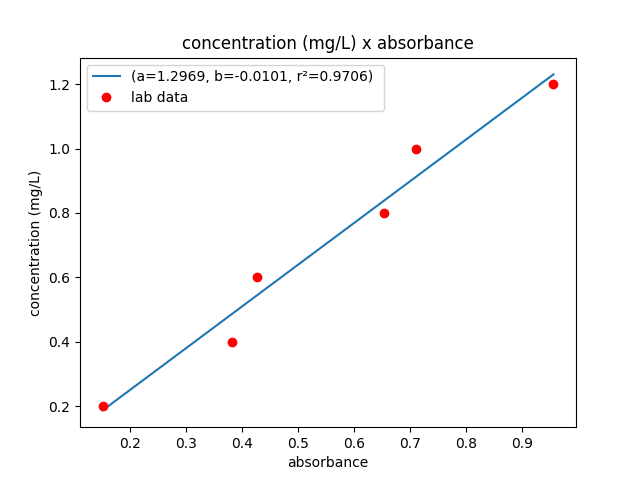 concentration (mg/L) x absorbance
(a=1.2969, b=-0.0101, r²=0.9706)
lab data
concentration (mg/L)
1.2
1.0
0.8
0.6
0.4
0.2
0.2 0.3 0.4 0.5 0.6 0.7 0.8 0.9
absorbance